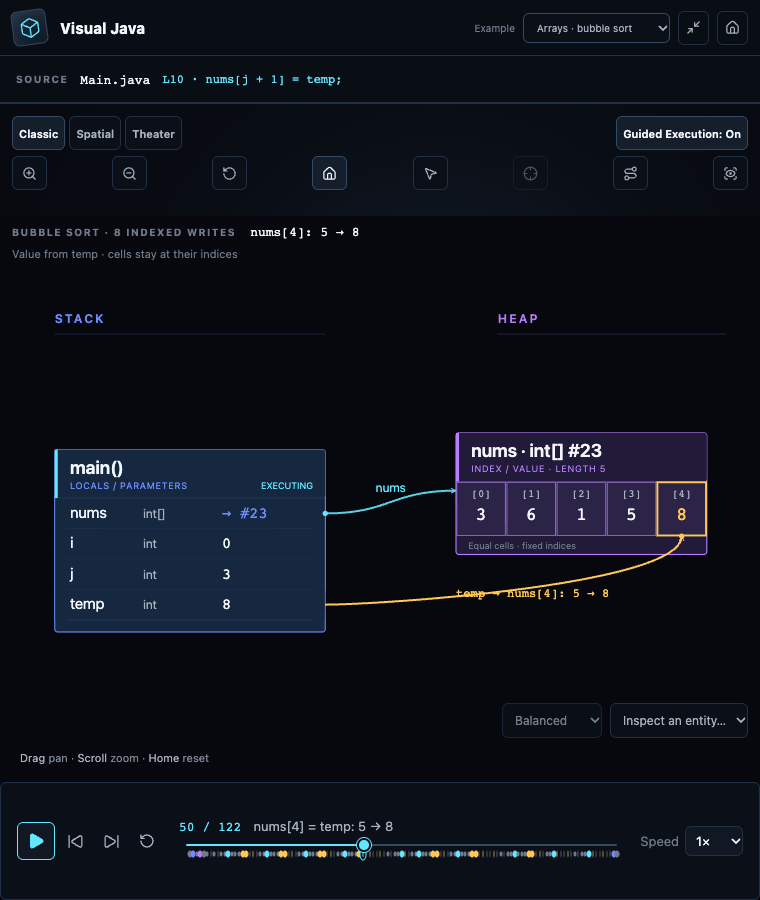 Visual Java
Example
Arrays · bubble sort
SOURCE Main.java L10 · nums[j + 1] = temp;
Classic Spatial Theater
Guided Execution: On
BUBBLE SORT · 8 INDEXED WRITES nums[4]: 5 → 8
Value from temp · cells stay at their indices
STACK
HEAP
main()
LOCALS / PARAMETERS EXECUTING
nums int[] → #23
i int 0
j int 3
temp int 8
nums
nums · int[] #23
INDEX / VALUE · LENGTH 5
[0] [1] [2] [3] [4]
3 6 1 5 8
Equal cells · fixed indices
temp → nums[4]: 5 → 8
Balanced
Inspect an entity…
Drag pan · Scroll zoom · Home reset
50 / 122 nums[4] = temp: 5 → 8
Speed 1×